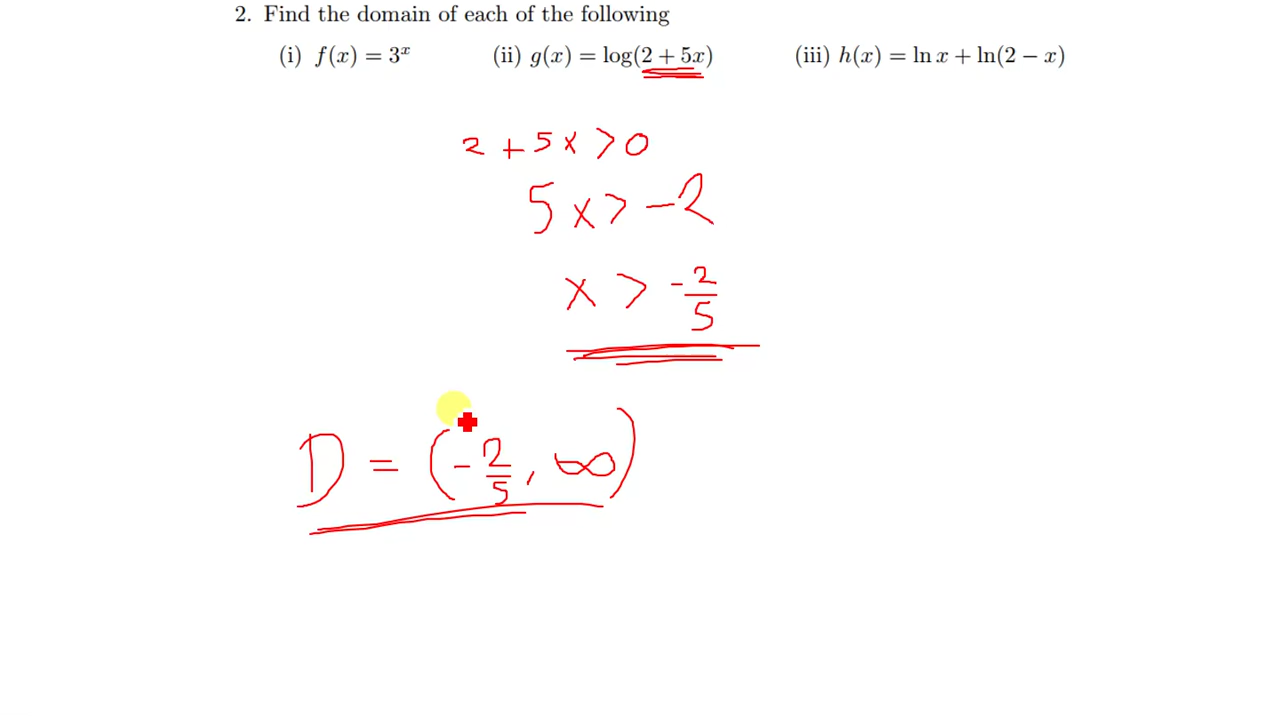 2. Find the domain of each of the following
(i) f(x) = 3ˣ (ii) g(x) = log(2 + 5x) (iii) h(x) = ln x + ln(2 − x)
2 + 5x > 0
5x > -2
x > -2/5
D = (-2/5, ∞)